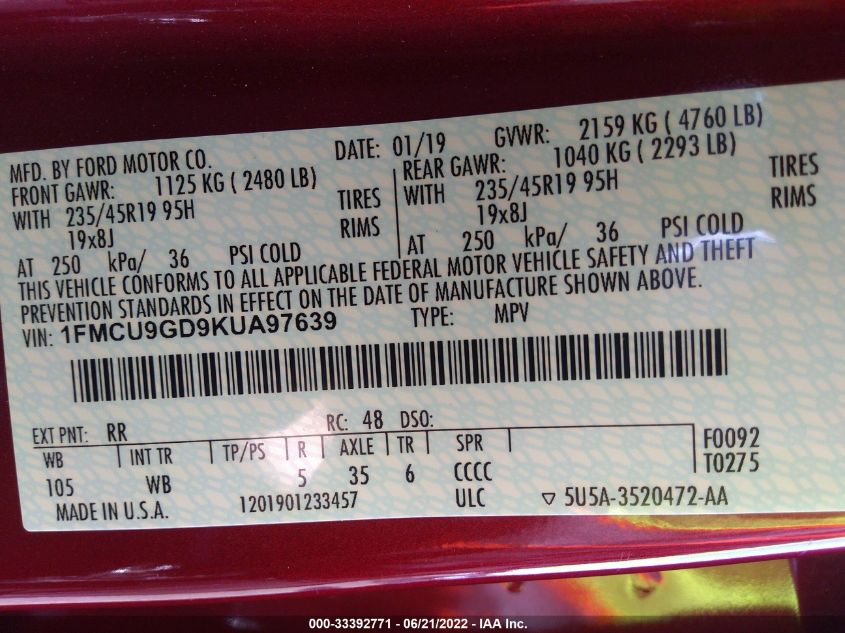 MFD. BY FORD MOTOR CO. DATE: 01/19 GVWR: 2159 KG ( 4760 LB)
FRONT GAWR: 1125 KG ( 2480 LB) REAR GAWR: 1040 KG ( 2293 LB)
WITH 235/45R19 95H TIRES WITH 235/45R19 95H TIRES
19x8J RIMS 19x8J RIMS
AT 250 kPa/ 36 PSI COLD AT 250 kPa/ 36 PSI COLD
THIS VEHICLE CONFORMS TO ALL APPLICABLE FEDERAL MOTOR VEHICLE SAFETY AND THEFT
PREVENTION STANDARDS IN EFFECT ON THE DATE OF MANUFACTURE SHOWN ABOVE.
VIN: 1FMCU9GD9KUA97639 TYPE: MPV
EXT PNT: RR RC: 48 DSO:
WB INT TR TP/PS R AXLE TR SPR F0092
105 WB 5 35 6 CCCC T0275
MADE IN U.S.A. 1201901233457 ULC ▽ 5U5A-3520472-AA
000-33392771 - 06/21/2022 - IAA Inc.